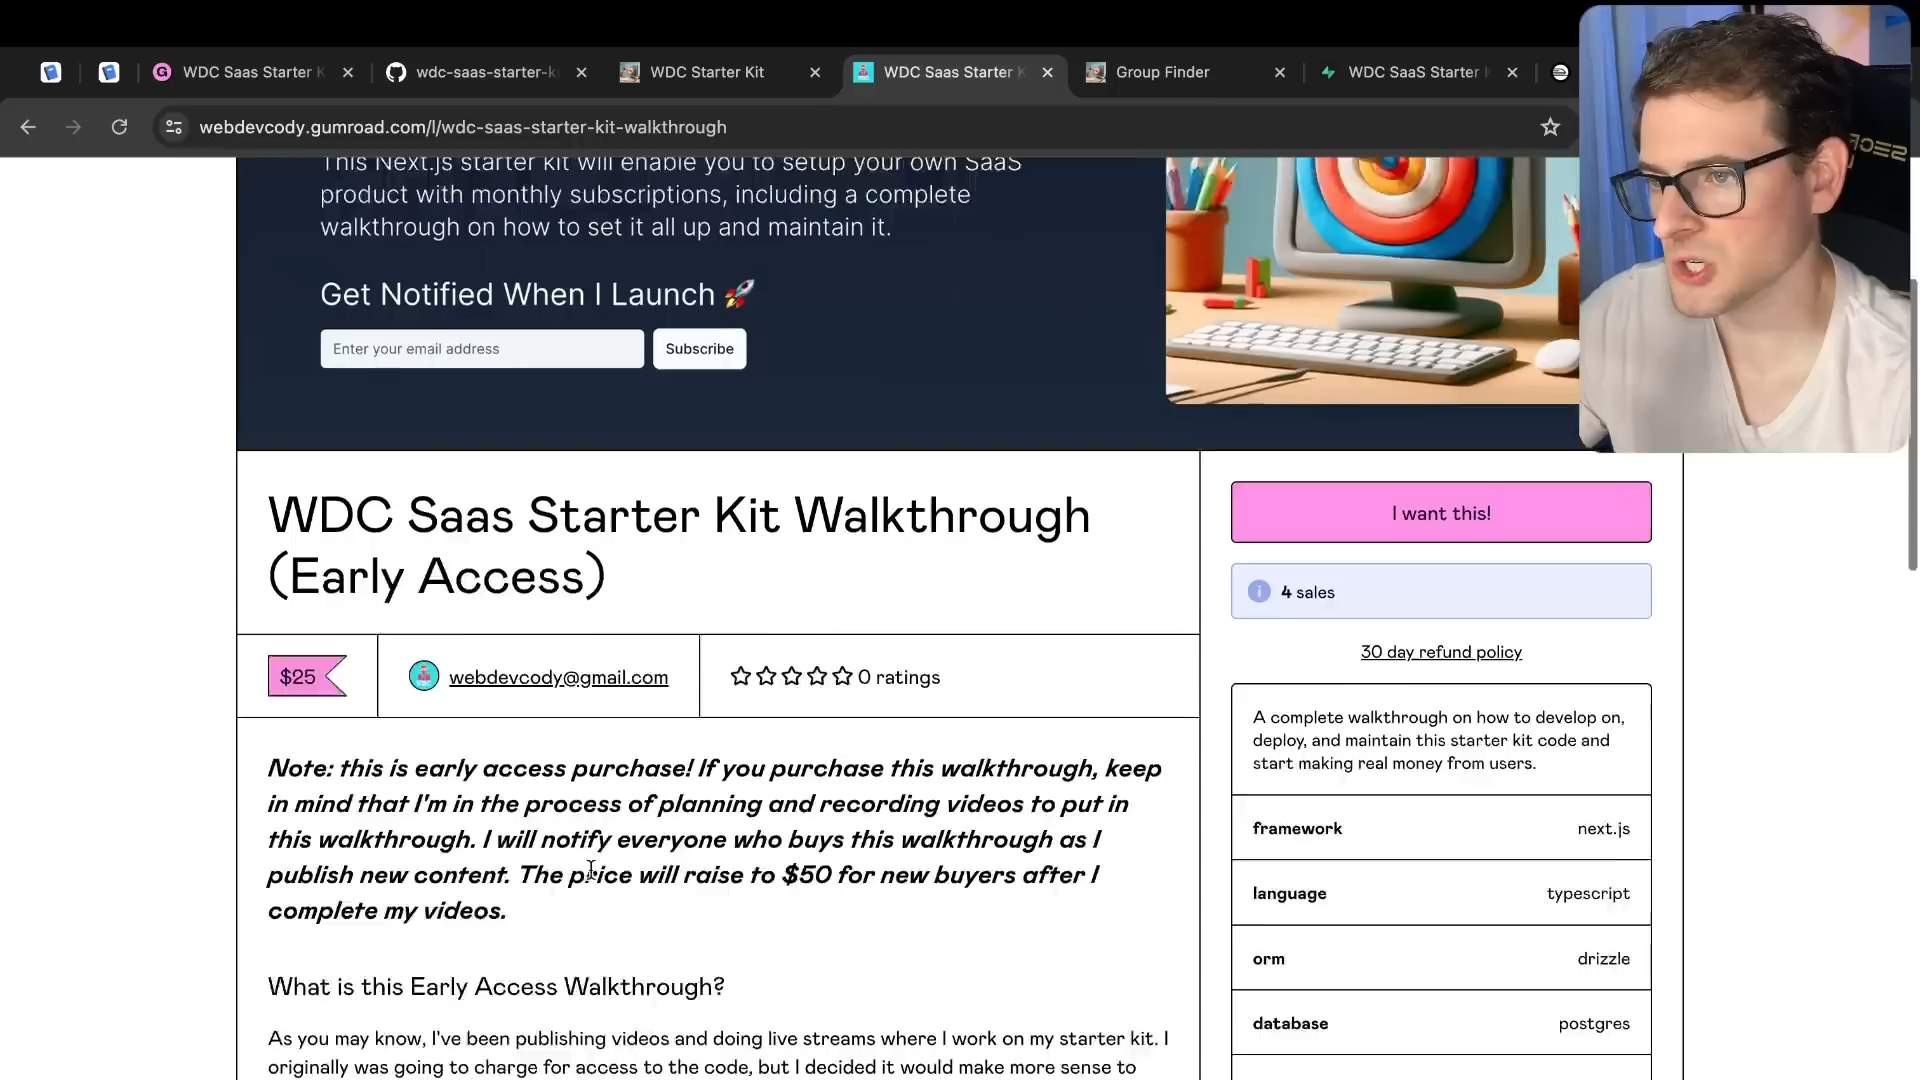 WDC Saas Starter K
wdc-saas-starter-ki
WDC Starter Kit
WDC Saas Starter K
Group Finder
WDC SaaS Starter
webdevcody.gumroad.com/l/wdc-saas-starter-kit-walkthrough
This Next.js starter kit will enable you to setup your own SaaS
product with monthly subscriptions, including a complete
walkthrough on how to set it all up and maintain it.
Get Notified When I Launch 🚀
Enter your email address
Subscribe
WDC Saas Starter Kit Walkthrough
(Early Access)
$25
webdevcody@gmail.com
0 ratings
Note: this is early access purchase! If you purchase this walkthrough, keep
in mind that I'm in the process of planning and recording videos to put in
this walkthrough. I will notify everyone who buys this walkthrough as I
publish new content. The price will raise to $50 for new buyers after I
complete my videos.
What is this Early Access Walkthrough?
As you may know, I've been publishing videos and doing live streams where I work on my starter kit. I
originally was going to charge for access to the code, but I decided it would make more sense to
I want this!
4 sales
30 day refund policy
A complete walkthrough on how to develop on,
deploy, and maintain this starter kit code and
start making real money from users.
framework next.js
language typescript
orm drizzle
database postgres